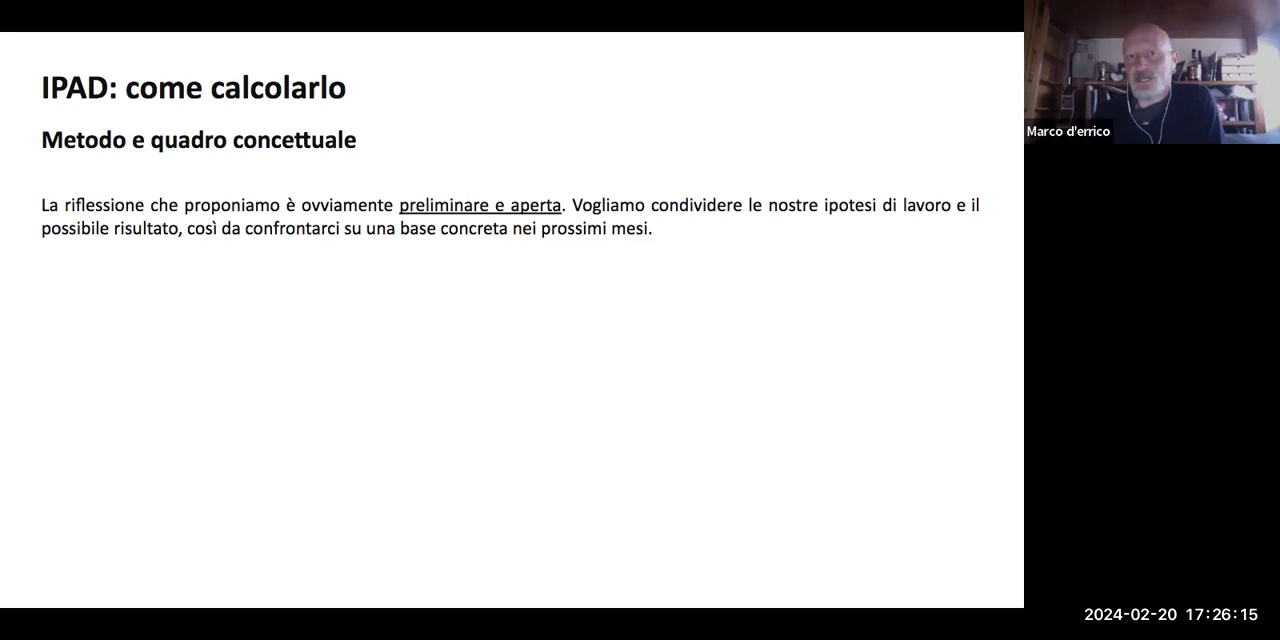 IPAD: come calcolarlo
Metodo e quadro concettuale
La riflessione che proponiamo è ovviamente preliminare e aperta. Vogliamo condividere le nostre ipotesi di lavoro e il
possibile risultato, così da confrontarci su una base concreta nei prossimi mesi.
Marco d'errico
2024-02-20 17:26:15